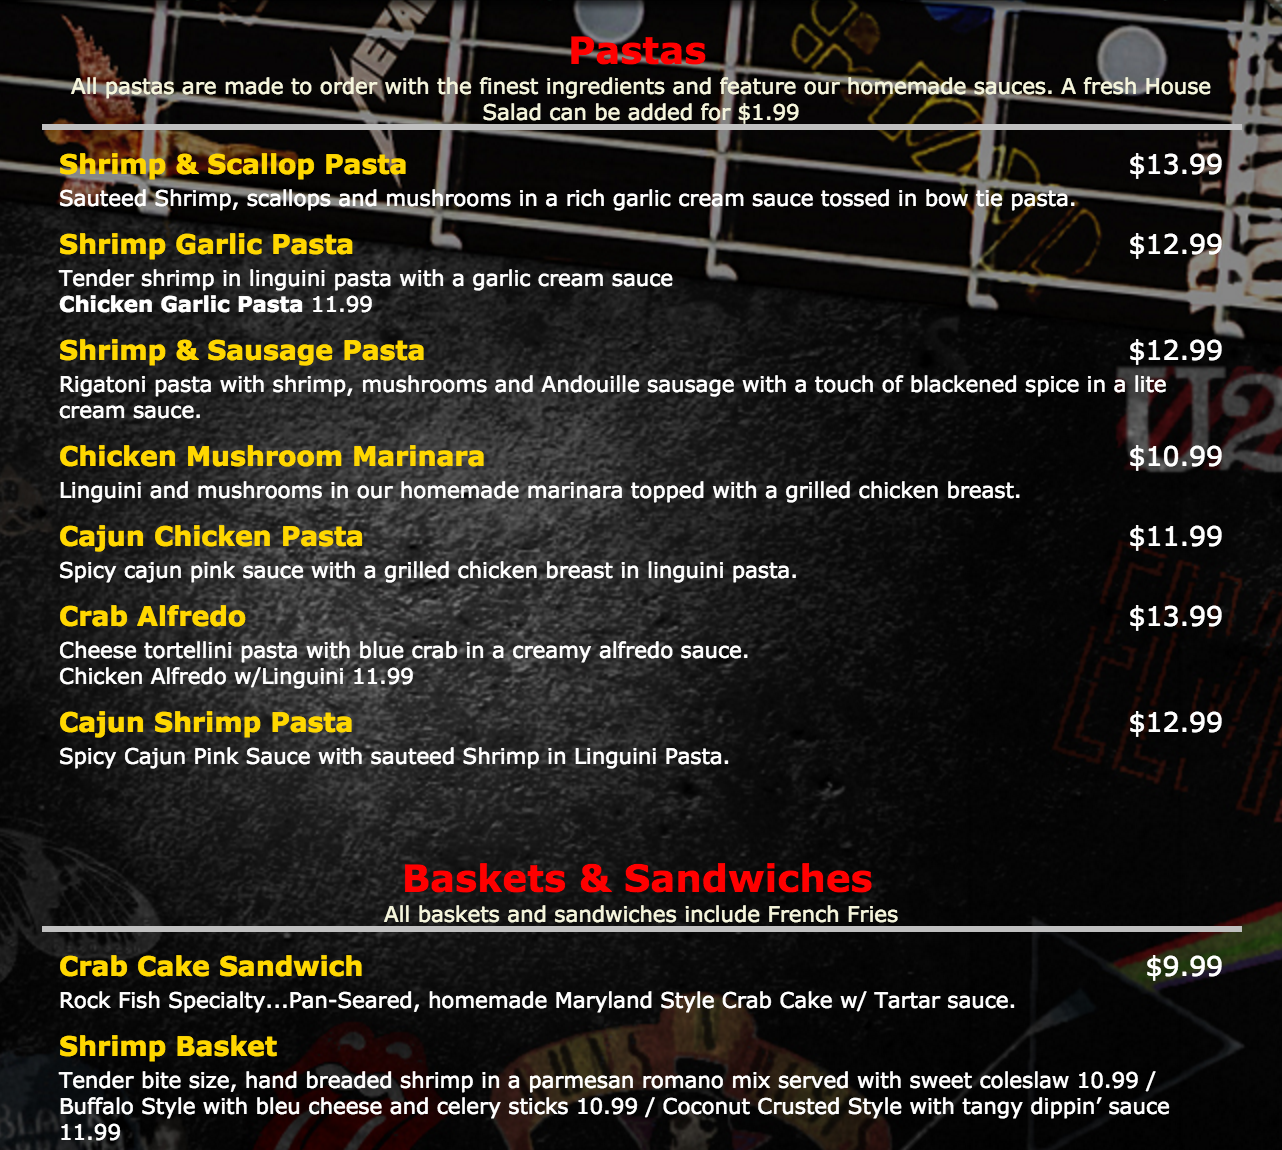 Pastas
All pastas are made to order with the finest ingredients and feature our homemade sauces. A fresh House
Salad can be added for $1.99
Shrimp & Scallop Pasta $13.99
Sauteed Shrimp, scallops and mushrooms in a rich garlic cream sauce tossed in bow tie pasta.
Shrimp Garlic Pasta $12.99
Tender shrimp in linguini pasta with a garlic cream sauce
Chicken Garlic Pasta 11.99
Shrimp & Sausage Pasta $12.99
Rigatoni pasta with shrimp, mushrooms and Andouille sausage with a touch of blackened spice in a lite
cream sauce.
U2
Chicken Mushroom Marinara $10.99
Linguini and mushrooms in our homemade marinara topped with a grilled chicken breast.
Cajun Chicken Pasta $11.99
Spicy cajun pink sauce with a grilled chicken breast in linguini pasta.
Crab Alfredo $13.99
Cheese tortellini pasta with blue crab in a creamy alfredo sauce.
Chicken Alfredo w/Linguini 11.99
Cajun Shrimp Pasta $12.99
Spicy Cajun Pink Sauce with sauteed Shrimp in Linguini Pasta.
Baskets & Sandwiches
All baskets and sandwiches include French Fries
Crab Cake Sandwich $9.99
Rock Fish Specialty...Pan-Seared, homemade Maryland Style Crab Cake w/ Tartar sauce.
Shrimp Basket
Tender bite size, hand breaded shrimp in a parmesan romano mix served with sweet coleslaw 10.99 /
Buffalo Style with bleu cheese and celery sticks 10.99 / Coconut Crusted Style with tangy dippin’ sauce
11.99